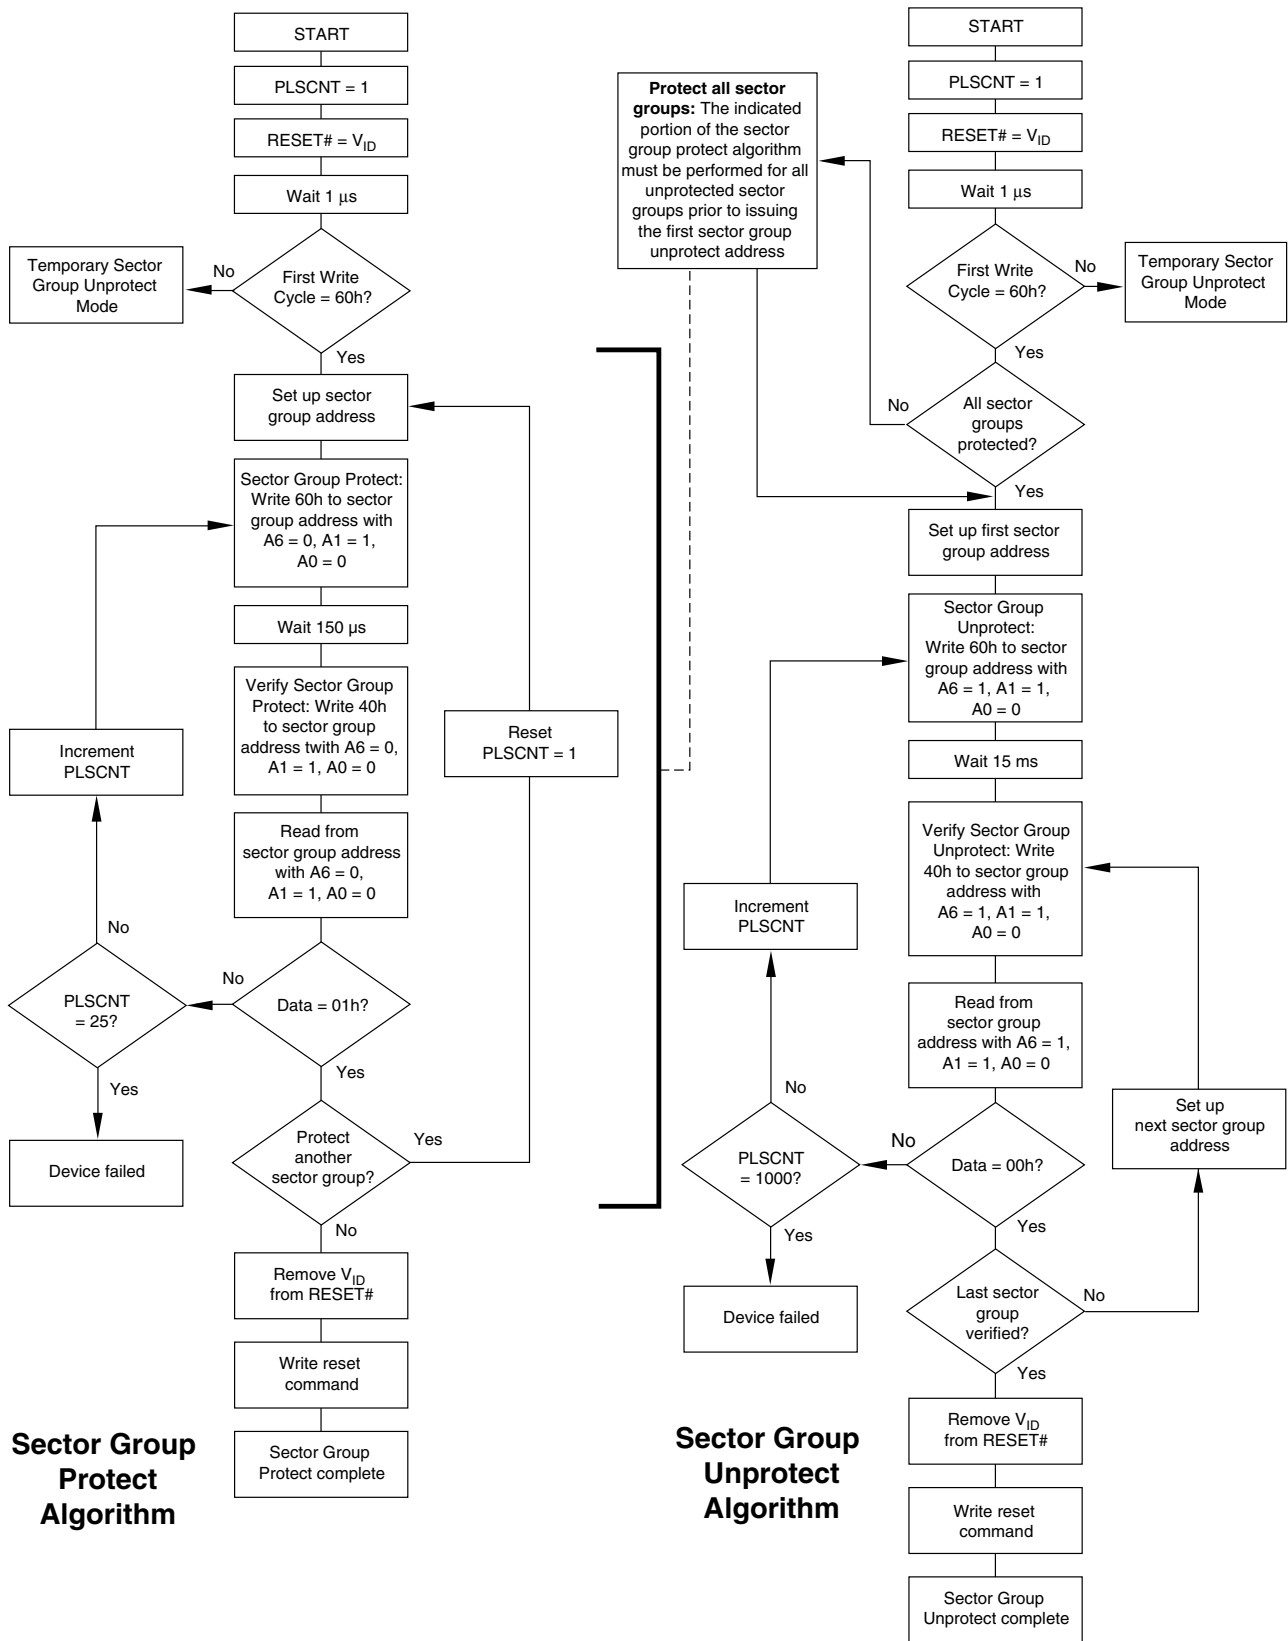 START
PLSCNT = 1
RESET# = VID
Wait 1 μs
First Write
Cycle = 60h?
No
Temporary Sector
Group Unprotect
Mode
Yes
Set up sector
group address
Sector Group Protect:
Write 60h to sector
group address with
A6 = 0, A1 = 1,
A0 = 0
Wait 150 µs
Verify Sector Group
Protect: Write 40h
to sector group
address twith A6 = 0,
A1 = 1, A0 = 0
Reset
PLSCNT = 1
Increment
PLSCNT
Read from
sector group address
with A6 = 0,
A1 = 1, A0 = 0
No
No
PLSCNT
= 25?
Data = 01h?
Yes
Yes
Device failed
Protect
another
sector group?
Yes
No
Remove VID
from RESET#
Write reset
command
Sector Group
Protect complete
Sector Group
Protect
Algorithm
START
PLSCNT = 1
RESET# = VID
Wait 1 μs
Protect all sector
groups: The indicated
portion of the sector
group protect algorithm
must be performed for all
unprotected sector
groups prior to issuing
the first sector group
unprotect address
First Write
Cycle = 60h?
No
Temporary Sector
Group Unprotect
Mode
Yes
No
All sector
groups
protected?
Yes
Set up first sector
group address
Sector Group
Unprotect:
Write 60h to sector
group address with
A6 = 1, A1 = 1,
A0 = 0
Wait 15 ms
Verify Sector Group
Unprotect: Write
40h to sector group
address with
A6 = 1, A1 = 1,
A0 = 0
Increment
PLSCNT
Read from
sector group
address with A6 = 1,
A1 = 1, A0 = 0
No
Set up
next sector group
address
No
PLSCNT
= 1000?
Data = 00h?
Yes
Yes
Device failed
Last sector
group
verified?
No
Yes
Remove VID
from RESET#
Write reset
command
Sector Group
Unprotect complete
Sector Group
Unprotect
Algorithm